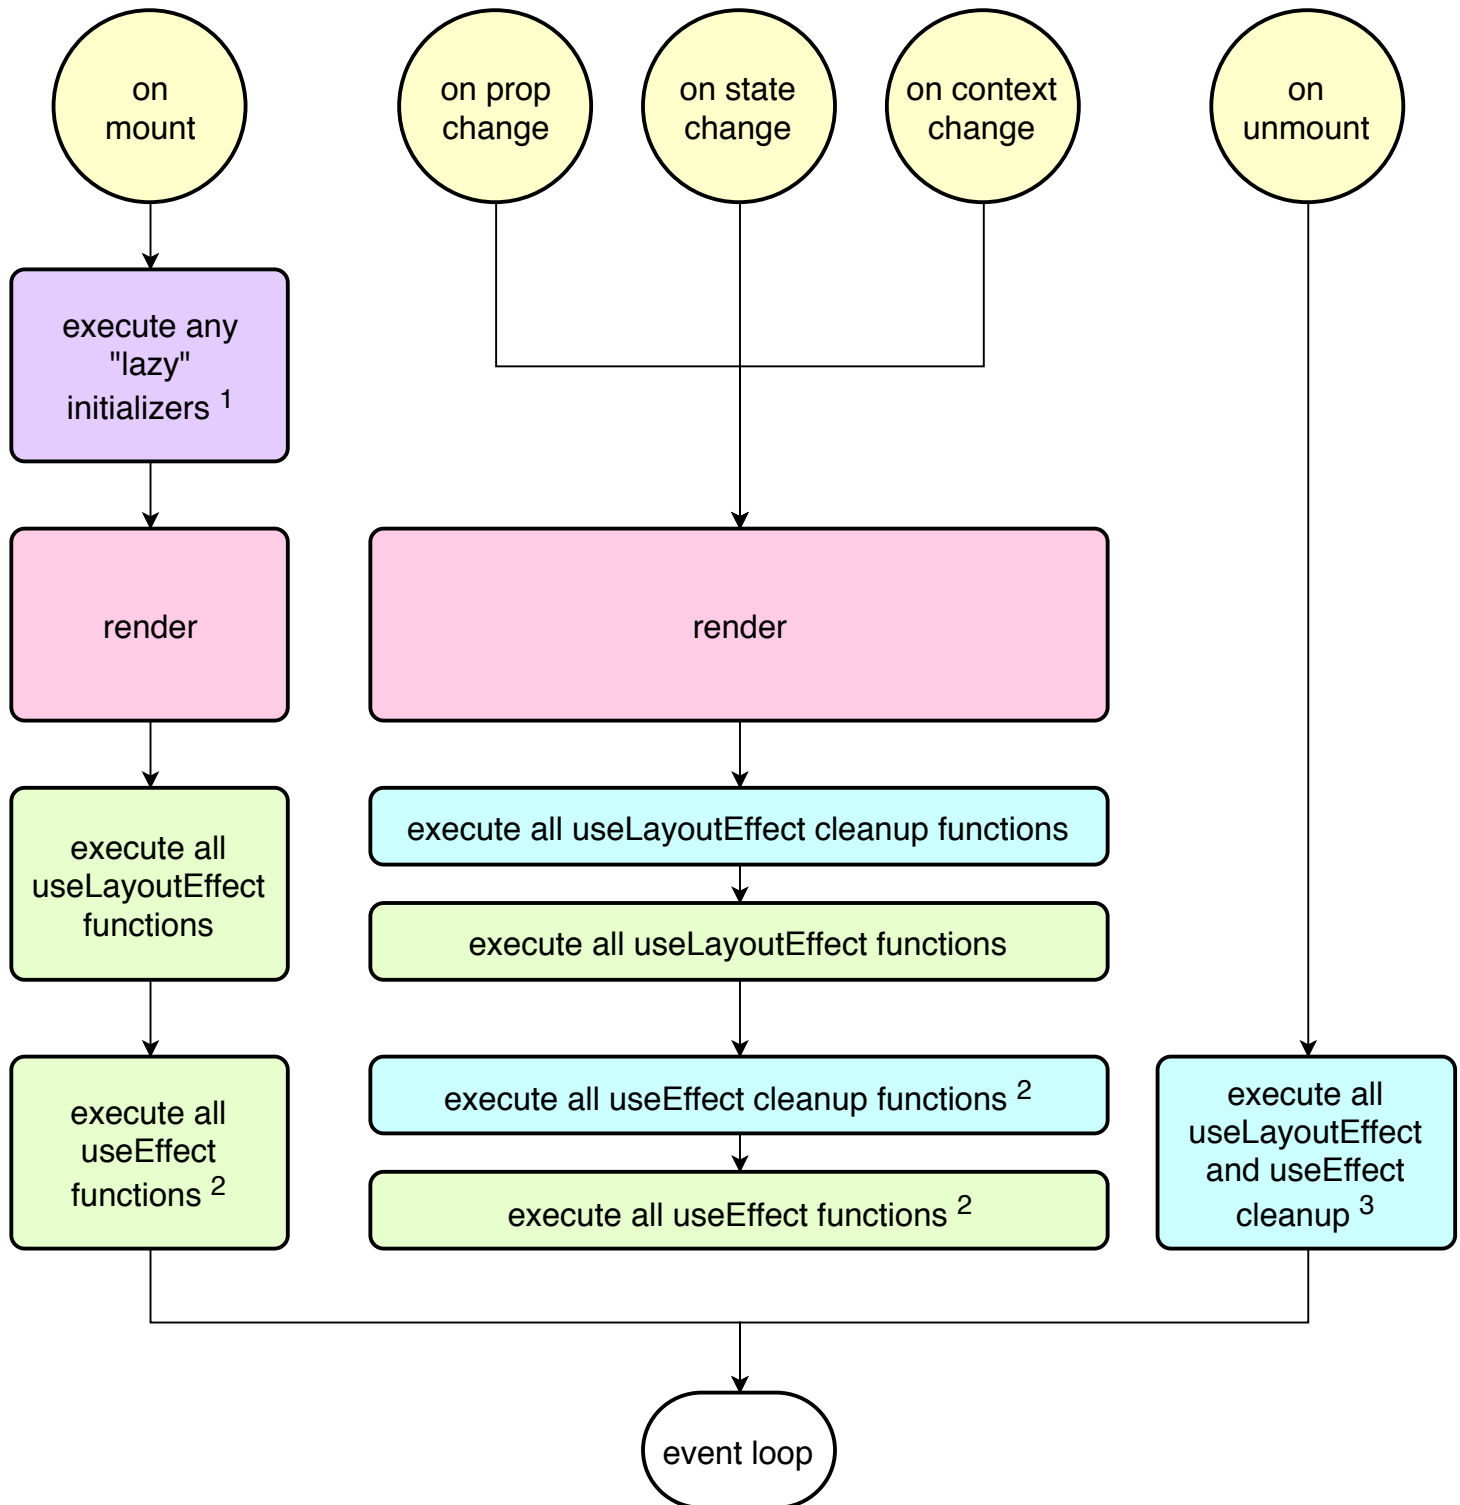 on
mount
on prop
change
on state
change
on context
change
on
unmount
execute any
"lazy"
initializers ¹
render
render
execute all
useLayoutEffect
functions
execute all useLayoutEffect cleanup functions
execute all useLayoutEffect functions
execute all
useEffect
functions ²
execute all useEffect cleanup functions ²
execute all useEffect functions ²
execute all
useLayoutEffect
and useEffect
cleanup ³
event loop